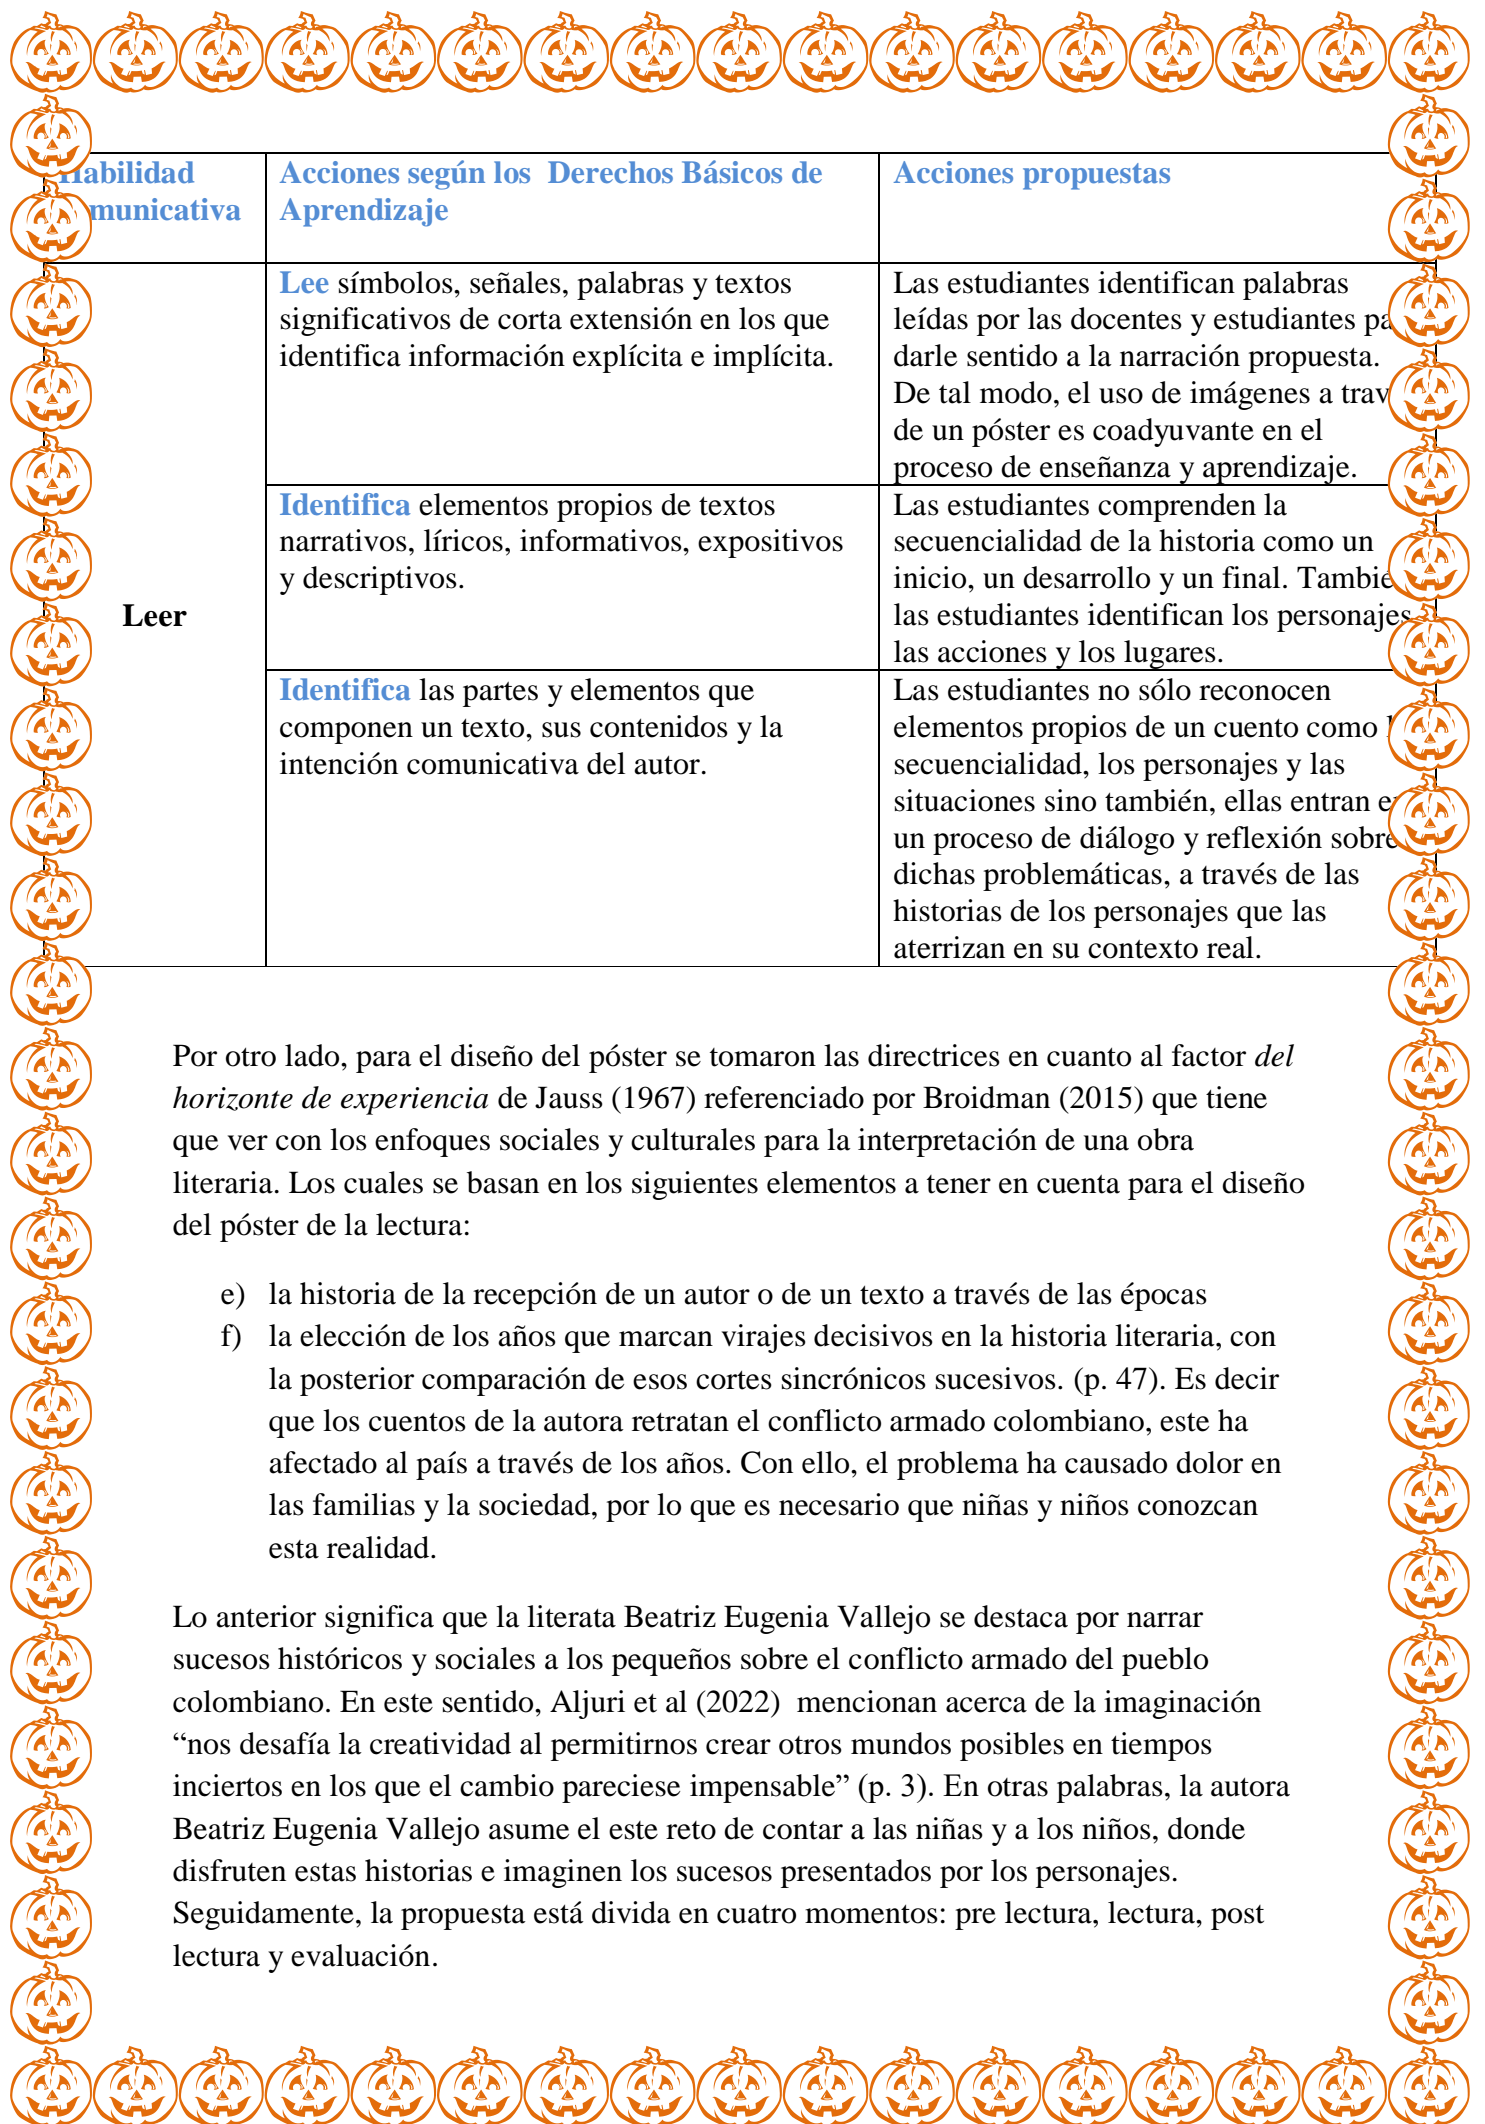 Habilidad
municativa
Acciones según los  Derechos Básicos de
Aprendizaje
Acciones propuestas
Leer
Lee símbolos, señales, palabras y textos
significativos de corta extensión en los que
identifica información explícita e implícita.
Las estudiantes identifican palabras
leídas por las docentes y estudiantes pa
darle sentido a la narración propuesta.
De tal modo, el uso de imágenes a trav
de un póster es coadyuvante en el
proceso de enseñanza y aprendizaje.
Identifica elementos propios de textos
narrativos, líricos, informativos, expositivos
y descriptivos.
Las estudiantes comprenden la
secuencialidad de la historia como un
inicio, un desarrollo y un final. Tambié
las estudiantes identifican los personajes
las acciones y los lugares.
Identifica las partes y elementos que
componen un texto, sus contenidos y la
intención comunicativa del autor.
Las estudiantes no sólo reconocen
elementos propios de un cuento como
secuencialidad, los personajes y las
situaciones sino también, ellas entran e
un proceso de diálogo y reflexión sobre
dichas problemáticas, a través de las
historias de los personajes que las
aterrizan en su contexto real.
Por otro lado, para el diseño del póster se tomaron las directrices en cuanto al factor del
horizonte de experiencia de Jauss (1967) referenciado por Broidman (2015) que tiene
que ver con los enfoques sociales y culturales para la interpretación de una obra
literaria. Los cuales se basan en los siguientes elementos a tener en cuenta para el diseño
del póster de la lectura:
e) la historia de la recepción de un autor o de un texto a través de las épocas
f) la elección de los años que marcan virajes decisivos en la historia literaria, con
la posterior comparación de esos cortes sincrónicos sucesivos. (p. 47). Es decir
que los cuentos de la autora retratan el conflicto armado colombiano, este ha
afectado al país a través de los años. Con ello, el problema ha causado dolor en
las familias y la sociedad, por lo que es necesario que niñas y niños conozcan
esta realidad.
Lo anterior significa que la literata Beatriz Eugenia Vallejo se destaca por narrar
sucesos históricos y sociales a los pequeños sobre el conflicto armado del pueblo
colombiano. En este sentido, Aljuri et al (2022)  mencionan acerca de la imaginación
“nos desafía la creatividad al permitirnos crear otros mundos posibles en tiempos
inciertos en los que el cambio pareciese impensable” (p. 3). En otras palabras, la autora
Beatriz Eugenia Vallejo asume el este reto de contar a las niñas y a los niños, donde
disfruten estas historias e imaginen los sucesos presentados por los personajes.
Seguidamente, la propuesta está divida en cuatro momentos: pre lectura, lectura, post
lectura y evaluación.